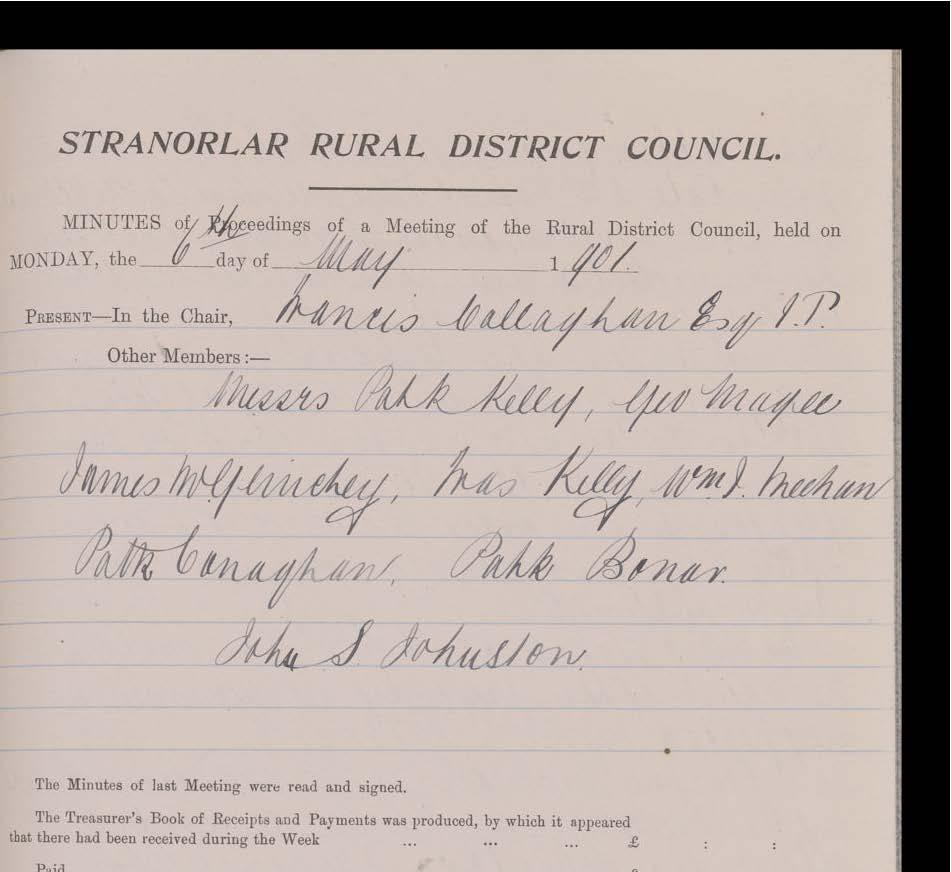 STRANORLAR RURAL DISTRICT COUNCIL.
MINUTES of Proceedings of a Meeting of the Rural District Council, held on
MONDAY, the 6th day of May 1901.
PRESENT—In the Chair, Francis Callaghan Esq J.P.
Other Members:—
Messrs Patk Kelly, Geo Magee
James McGlinchey, Kelly, Wm J. Meehan
Patk Canaghan, Patk Bonar.
John S. Johnston.
The Minutes of last Meeting were read and signed.
The Treasurer's Book of Receipts and Payments was produced, by which it appeared
that there had been received during the Week ... ... ... £ : :
Paid